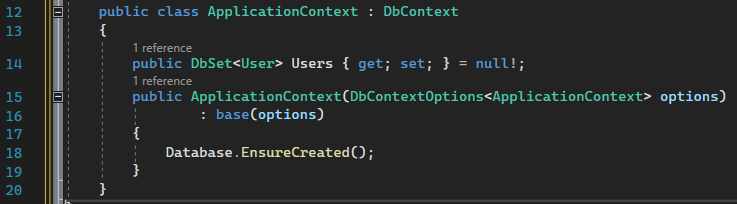 12 public class ApplicationContext : DbContext
13 {
1 reference
14 public DbSet<User> Users { get; set; } = null!;
1 reference
15 public ApplicationContext(DbContextOptions<ApplicationContext> options)
16 : base(options)
17 {
18 Database.EnsureCreated();
19 }
20 }